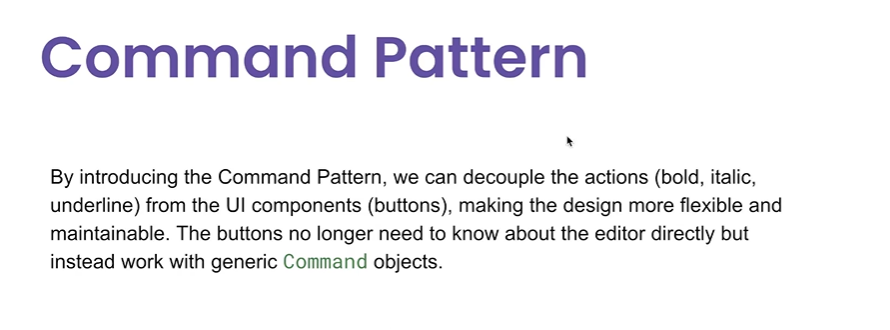 Command Pattern
By introducing the Command Pattern, we can decouple the actions (bold, italic,
underline) from the UI components (buttons), making the design more flexible and
maintainable. The buttons no longer need to know about the editor directly but
instead work with generic Command objects.